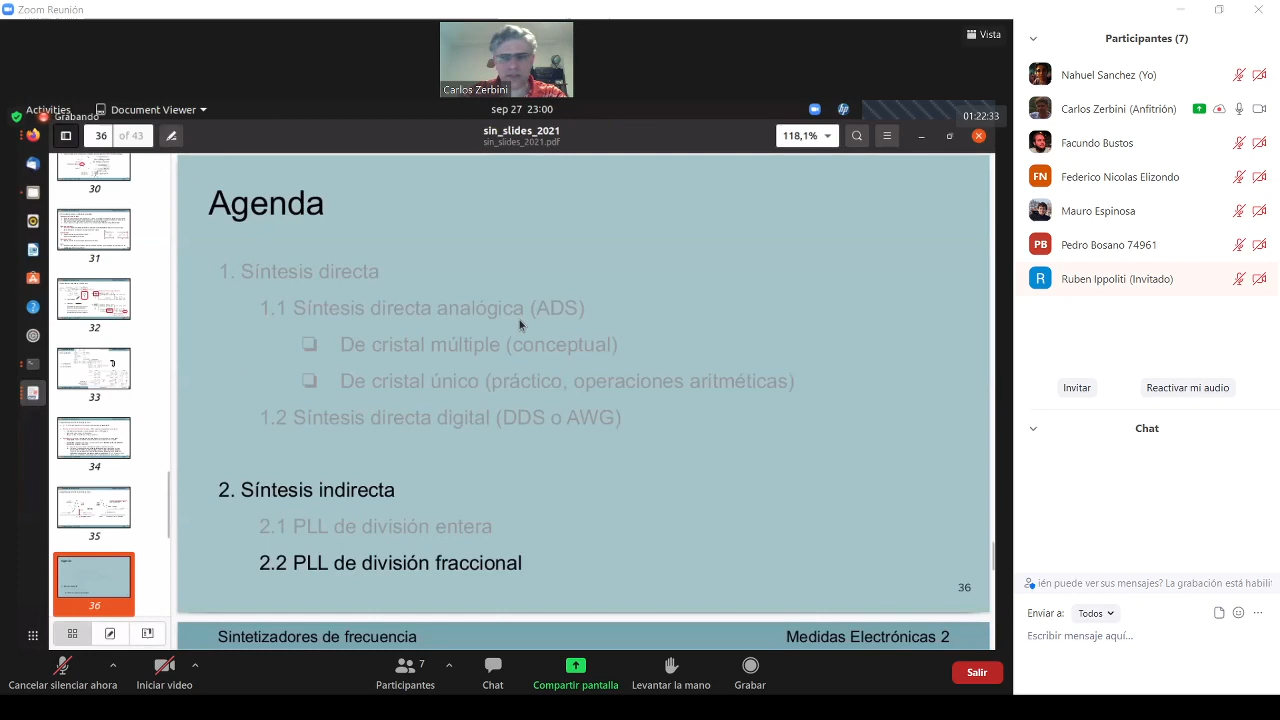 Zoom Reunión
Vista
Carlos Zerbini
Activities
Document Viewer
sep 27 23:00
Grabando
01:22:33
36 of 43
sin_slides_2021
sin_slides_2021.pdf
118,1%
30
31
32
33
34
35
36
Agenda
1. Síntesis directa
1.1 Síntesis directa analógica (ADS)
❏ De cristal múltiple (conceptual)
❏ De cristal único (práctico, operaciones aritméticas)
1.2 Síntesis directa digital (DDS o AWG)
2. Síntesis indirecta
2.1 PLL de división entera
2.2 PLL de división fraccional
36
Sintetizadores de frecuencia
Medidas Electrónicas 2
Cancelar silenciar ahora
Iniciar video
7
Participantes
Chat
Compartir pantalla
Levantar la mano
Grabar
Salir
Participantes (7)
Nahuel Sanchez (Yo)
Carlos Zerbini (Anfitrión)
Facundo Bustos
FN Federico Nicolas Elizondo
Mauro Espinosa
PB Pedro Bosano 74961
R Ruben Ippoliti (Invitado)
Invitar
Reactivar mi audio
Chat
ién puede ver sus mensajes? La grabación está habilit
Enviar a: Todos
Escribir mensaje aquí...